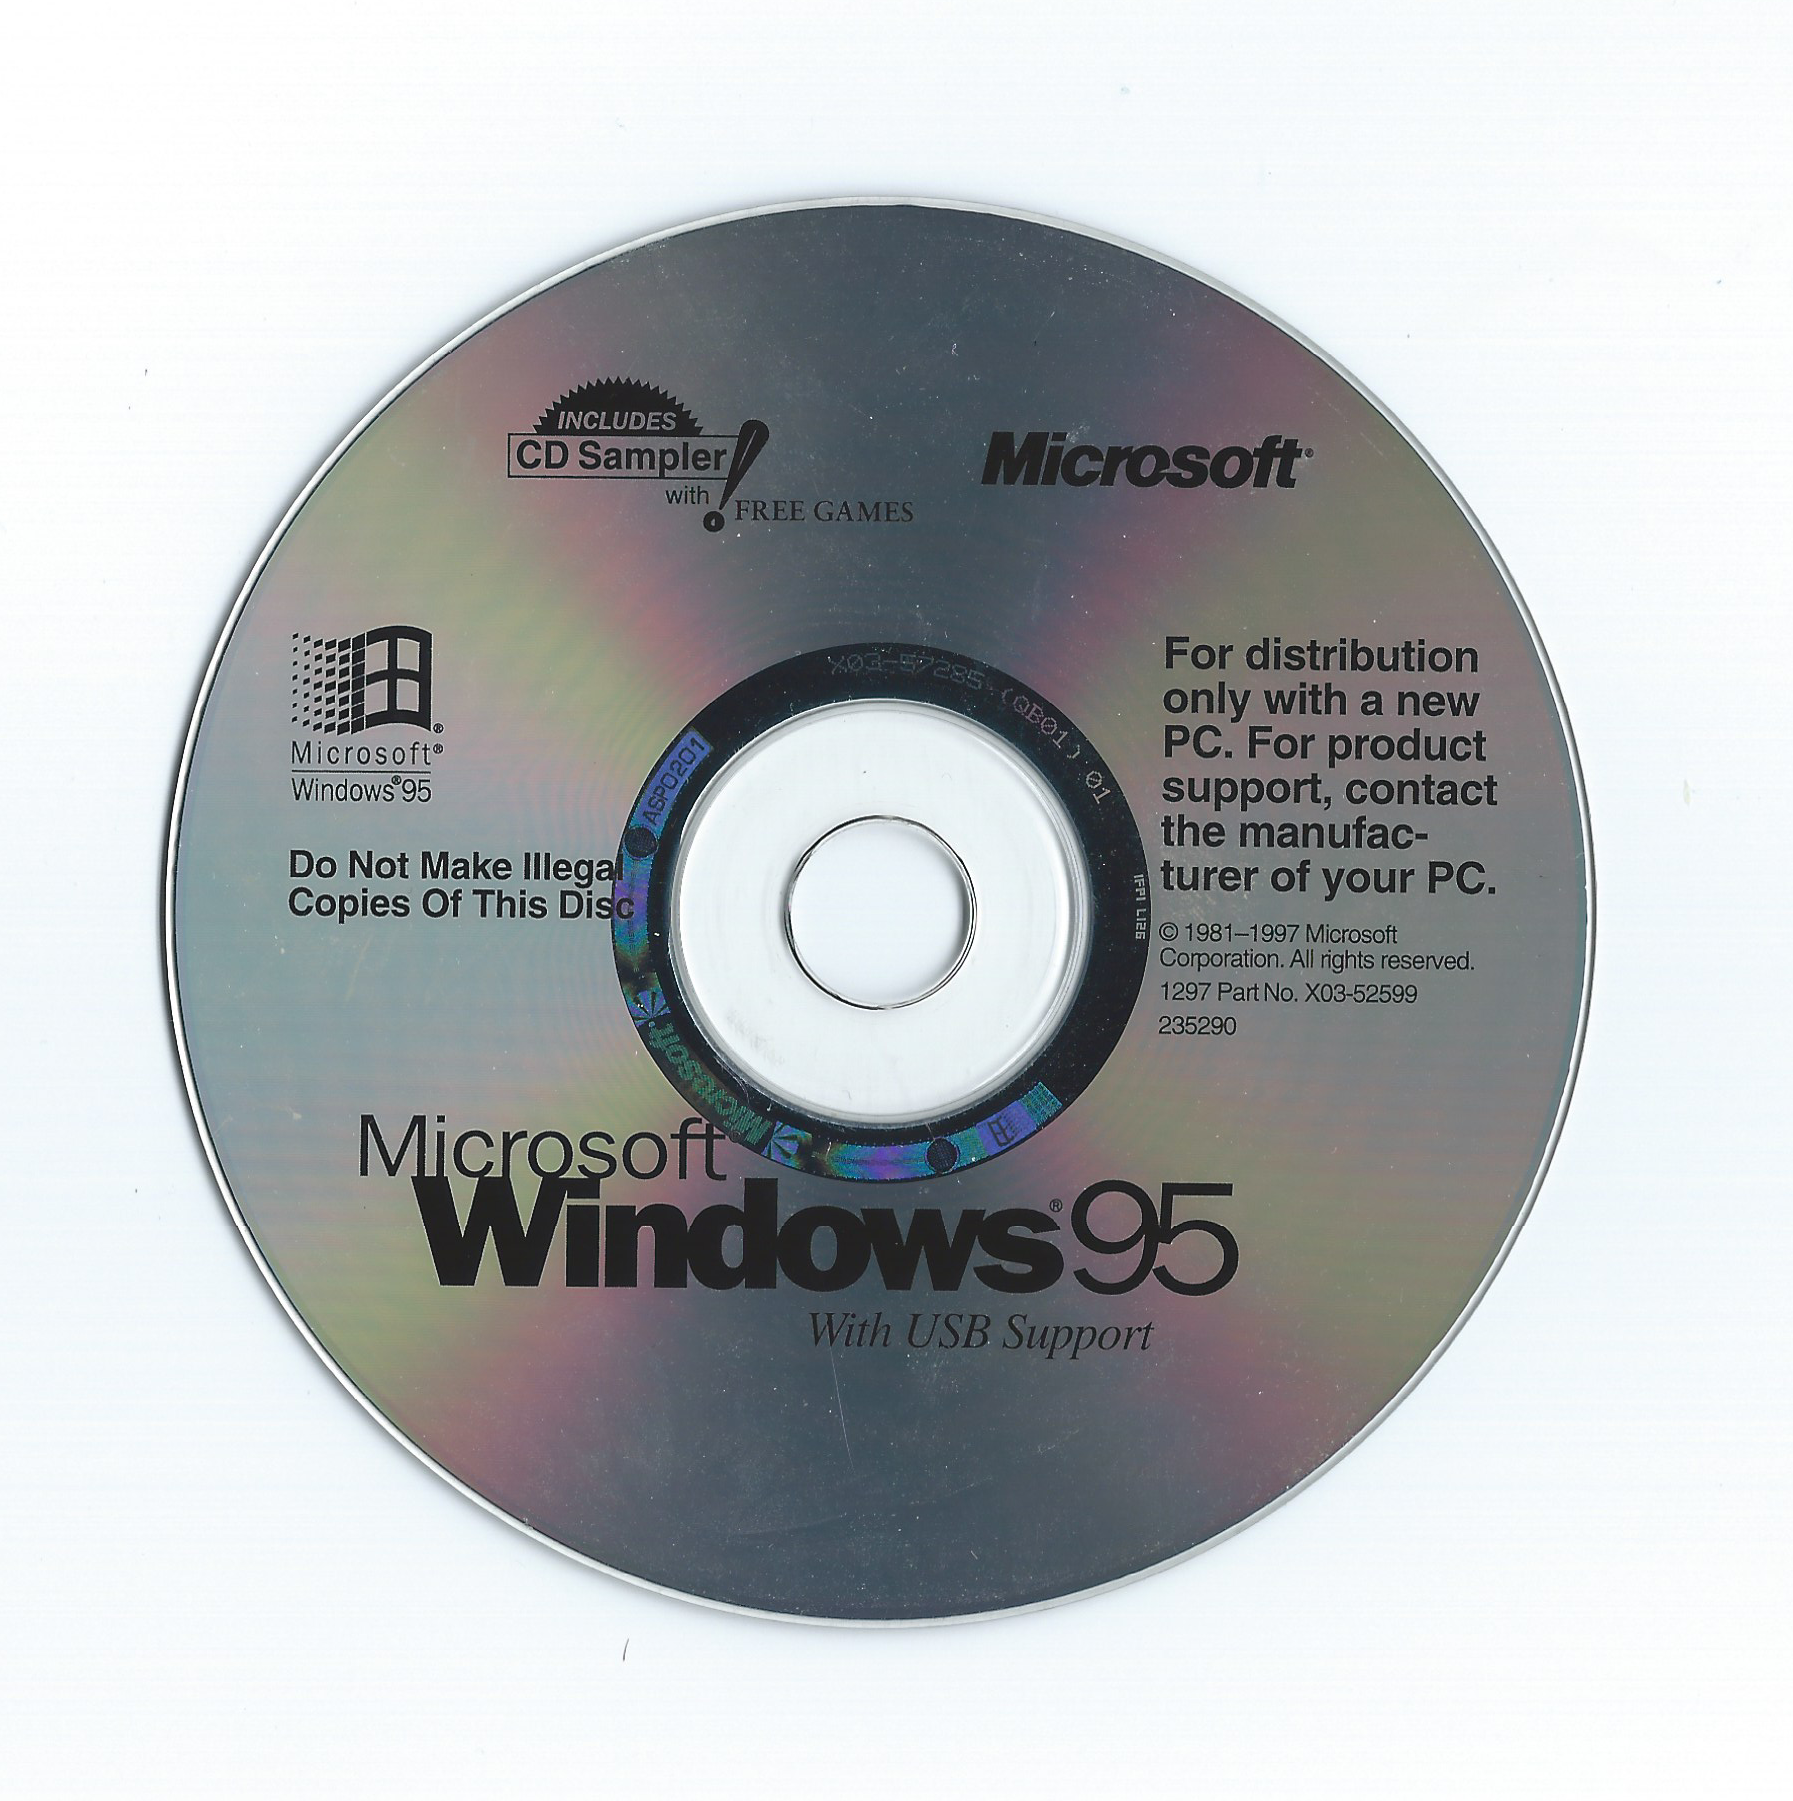 INCLUDES
CD Sampler
with
FREE GAMES
Microsoft®
Microsoft®
Windows®95
Do Not Make Illegal
Copies Of This Disc
For distribution
only with a new
PC. For product
support, contact
the manufac-
turer of your PC.
© 1981–1997 Microsoft
Corporation. All rights reserved.
1297 Part No. X03-52599
235290
X03-57285 (QB01) 01
ASP0201
IFPI L126
Microsoft
Microsoft®
Windows®95
With USB Support